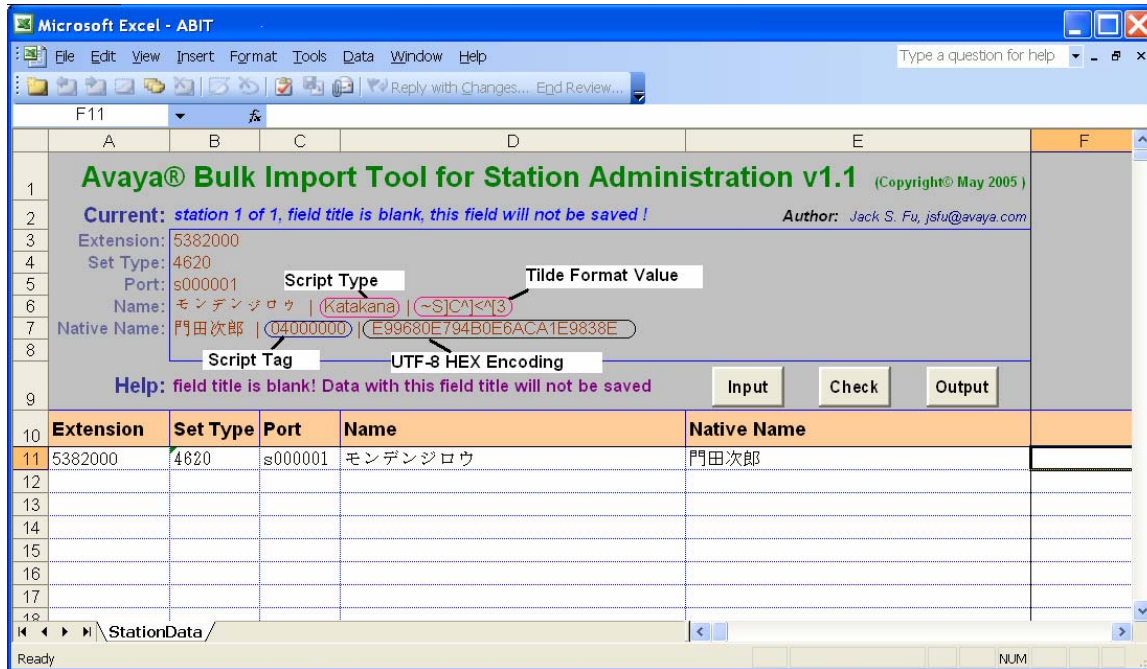 Microsoft Excel - ABIT
File Edit View Insert Format Tools Data Window Help
Type a question for help
Reply with Changes... End Review...
F11
fx
A B C D E F
1 Avaya® Bulk Import Tool for Station Administration v1.1 (Copyright© May 2005 )
2 Current: station 1 of 1, field title is blank, this field will not be saved ! Author: Jack S. Fu, jsfu@avaya.com
3 Extension: 5382000
4 Set Type: 4620
5 Port: s000001
Script Type
Tilde Format Value
6 Name: モンデンジロウ | Katakana | ~S]C^]<^[3
7 Native Name: 門田次郎 | 04000000 | E99680E794B0E6ACA1E9838E
8
Script Tag
UTF-8 HEX Encoding
9 Help: field title is blank! Data with this field title will not be saved
Input Check Output
10 Extension Set Type Port Name Native Name
11 5382000 4620 s000001 モンデンジロウ 門田次郎
12
13
14
15
16
17
18
StationData
Ready
NUM